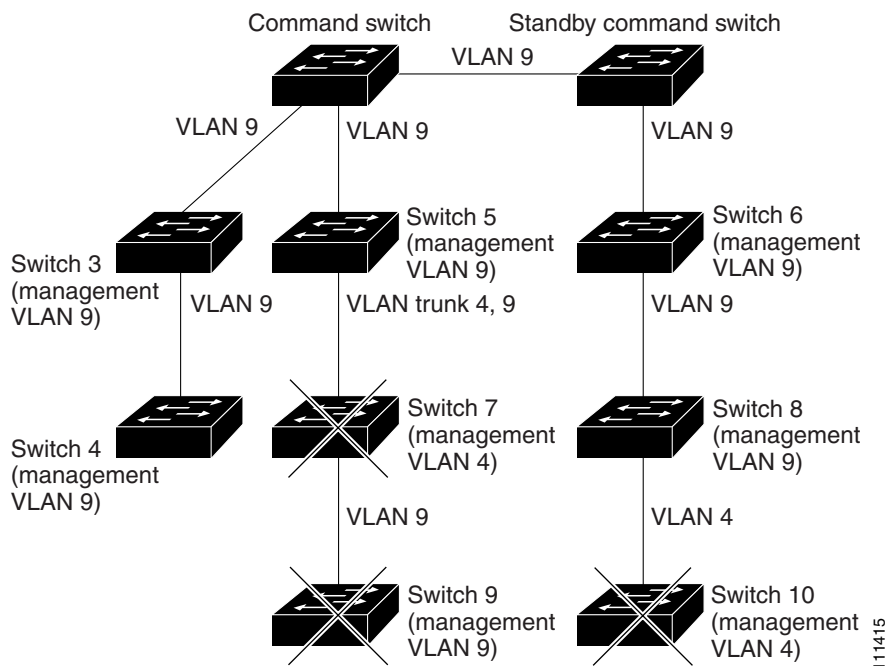 Command switch
Standby command switch
VLAN 9
VLAN 9
VLAN 9
VLAN 9
Switch 3
(management
VLAN 9)
Switch 5
(management
VLAN 9)
Switch 6
(management
VLAN 9)
VLAN 9
VLAN trunk 4, 9
VLAN 9
Switch 4
(management
VLAN 9)
Switch 7
(management
VLAN 4)
Switch 8
(management
VLAN 9)
VLAN 9
VLAN 4
Switch 9
(management
VLAN 9)
Switch 10
(management
VLAN 4)
111415